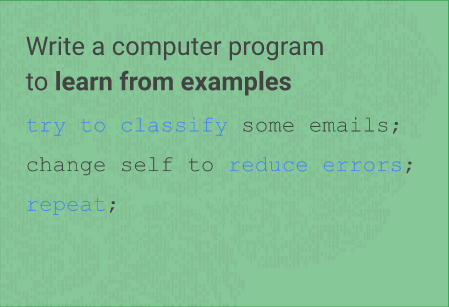 Write a computer program
to learn from examples
try to classify some emails;
change self to reduce errors;
repeat;